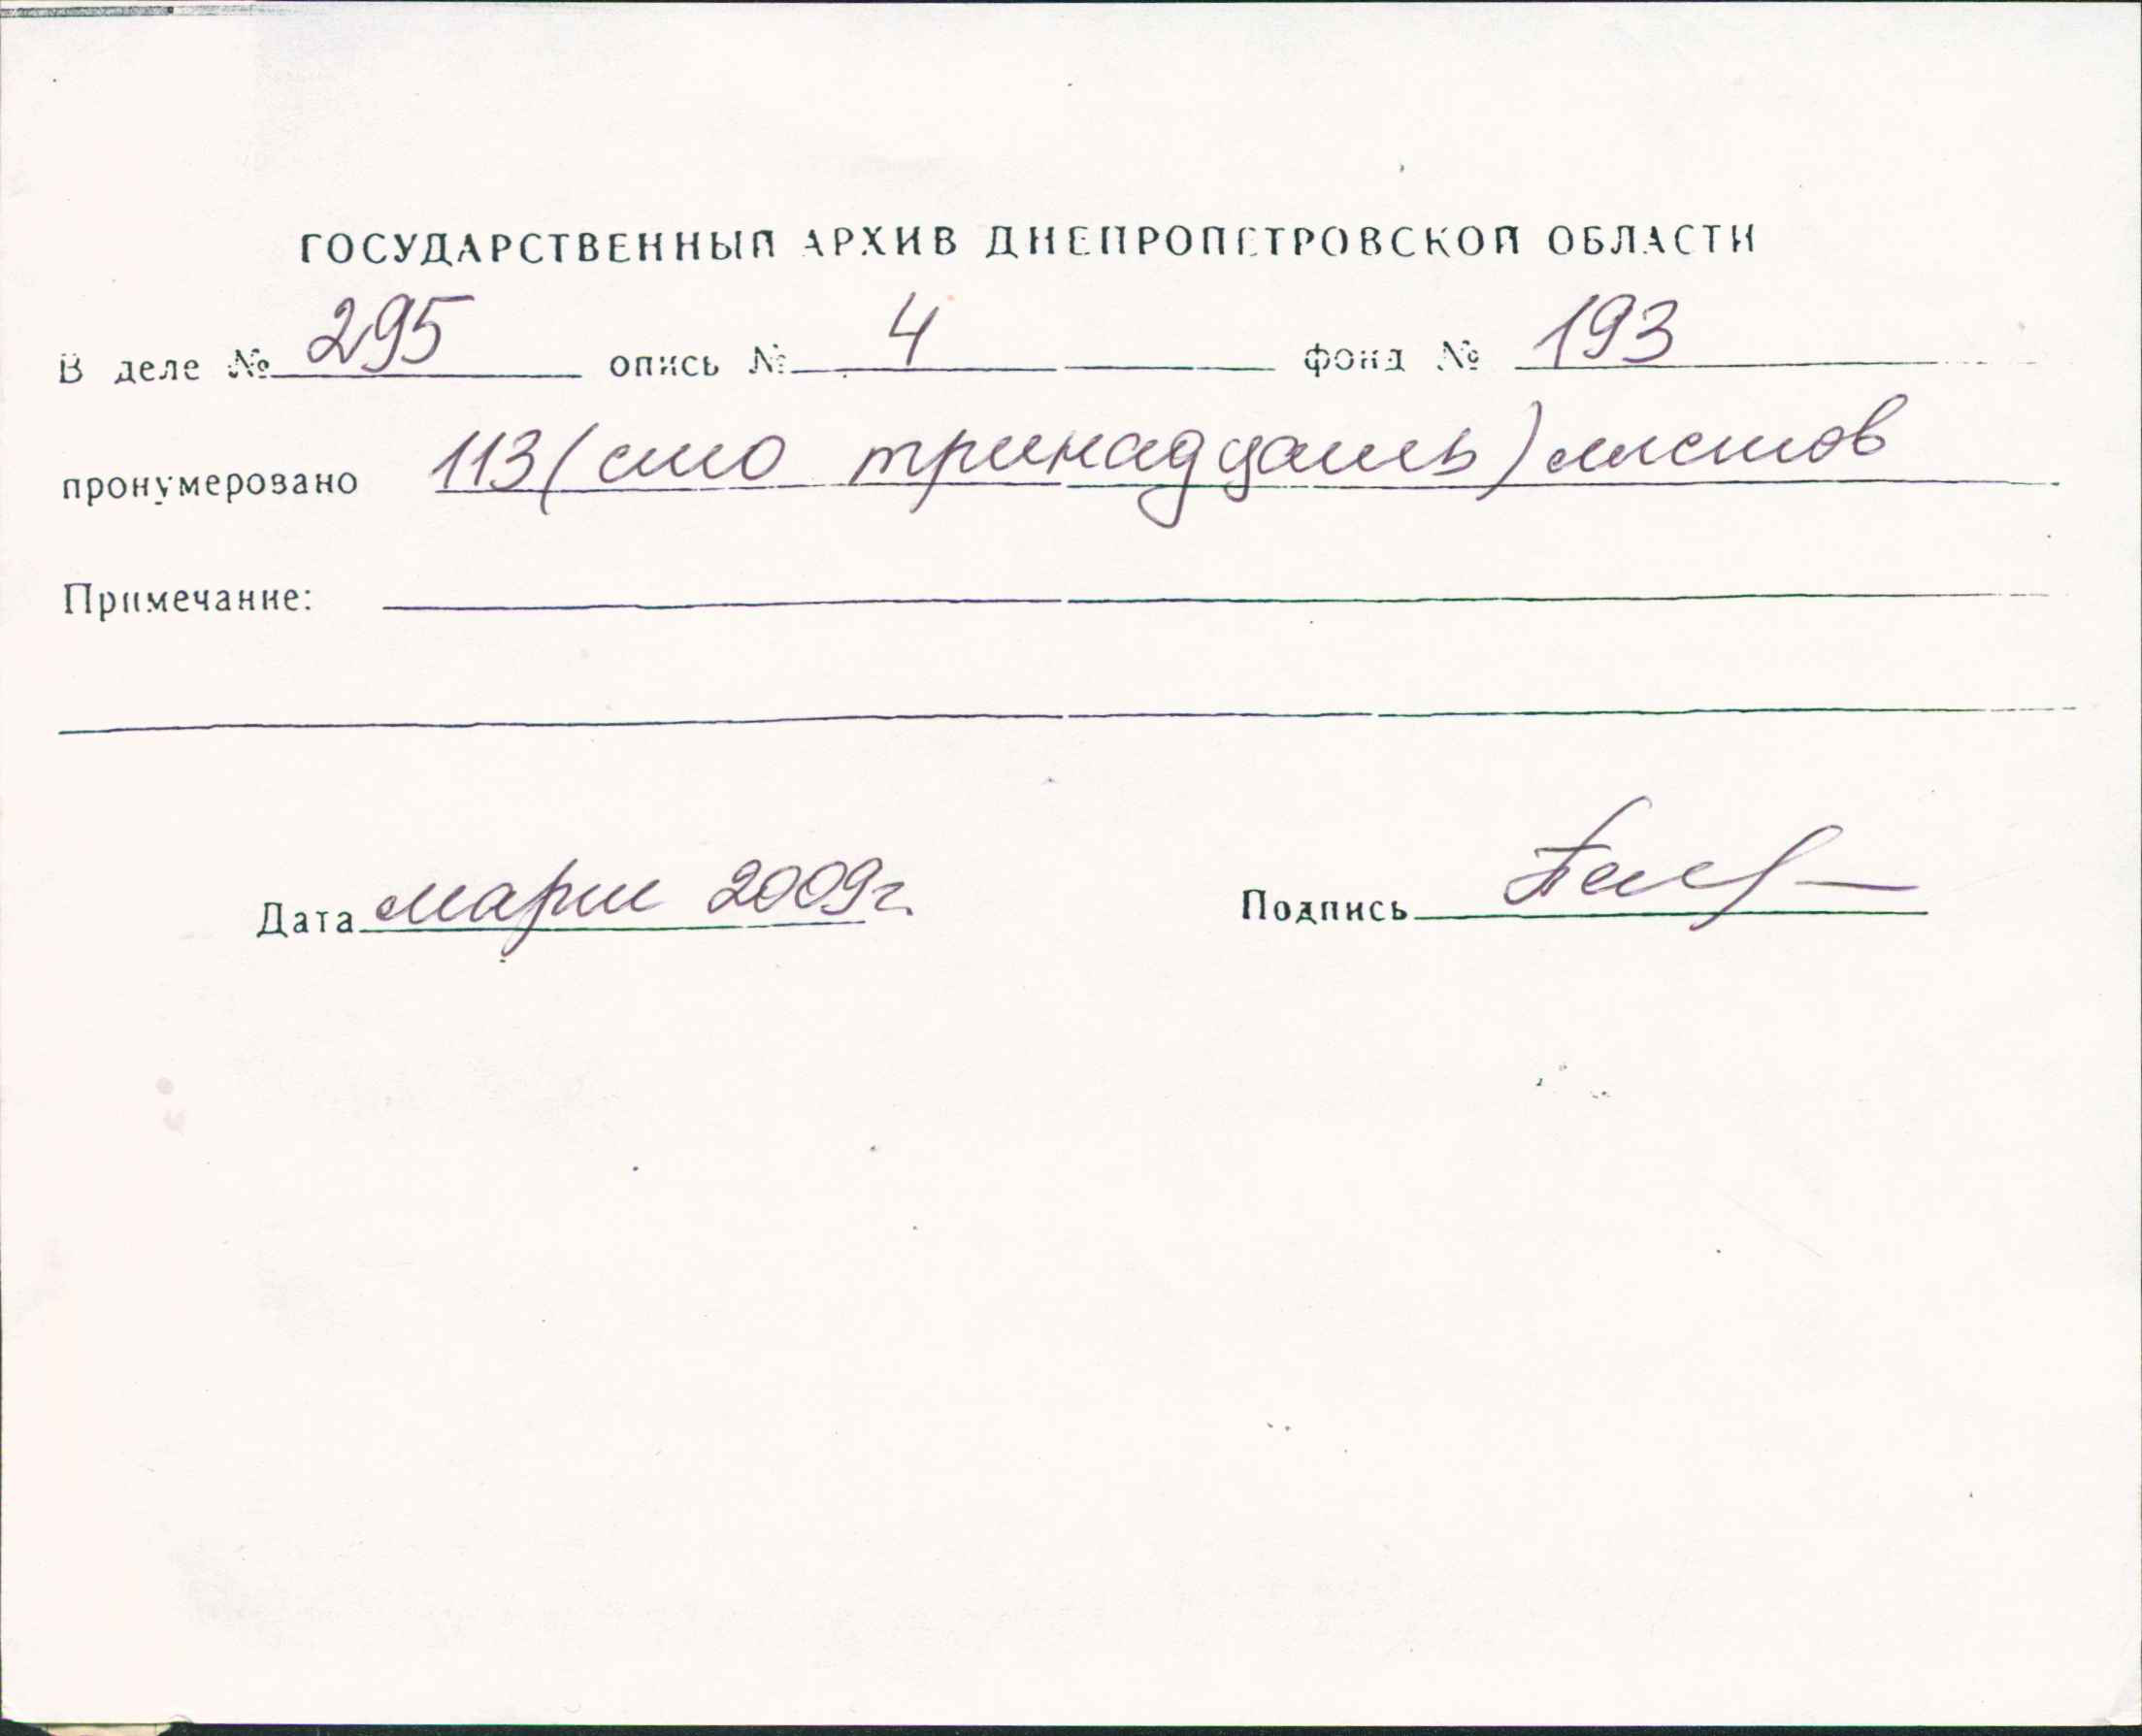 ГОСУДАРСТВЕННЫЙ АРХИВ ДНЕПРОПЕТРОВСКОЙ ОБЛАСТИ
В деле № 295 опись № 4 фонд № 193
пронумеровано 113 (сто тринадцать) листов
Примечание:
Дата март 2009г. Подпись